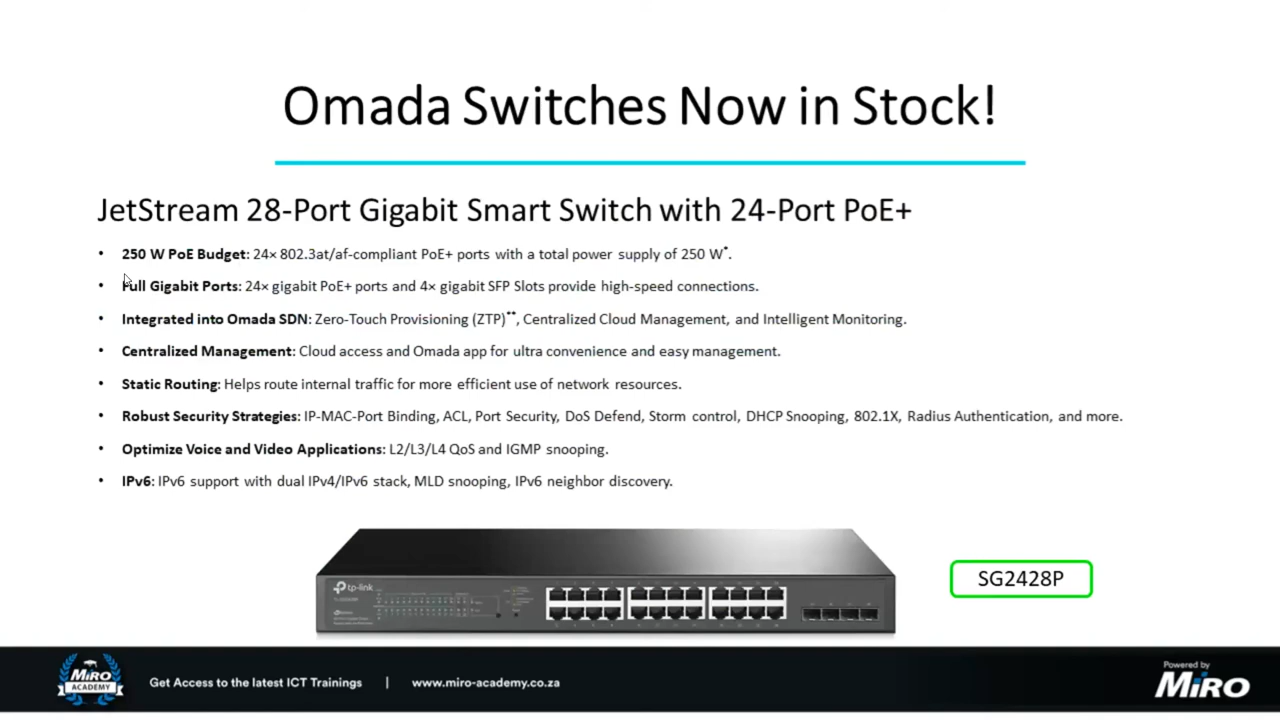 Omada Switches Now in Stock!
JetStream 28-Port Gigabit Smart Switch with 24-Port PoE+
• 250 W PoE Budget: 24× 802.3at/af-compliant PoE+ ports with a total power supply of 250 W*.
• Full Gigabit Ports: 24× gigabit PoE+ ports and 4× gigabit SFP Slots provide high-speed connections.
• Integrated into Omada SDN: Zero-Touch Provisioning (ZTP)**, Centralized Cloud Management, and Intelligent Monitoring.
• Centralized Management: Cloud access and Omada app for ultra convenience and easy management.
• Static Routing: Helps route internal traffic for more efficient use of network resources.
• Robust Security Strategies: IP-MAC-Port Binding, ACL, Port Security, DoS Defend, Storm control, DHCP Snooping, 802.1X, Radius Authentication, and more.
• Optimize Voice and Video Applications: L2/L3/L4 QoS and IGMP snooping.
• IPv6: IPv6 support with dual IPv4/IPv6 stack, MLD snooping, IPv6 neighbor discovery.
tp-link
SG2428P
MiRO
ACADEMY
Get Access to the latest ICT Trainings | www.miro-academy.co.za
Powered by
MiRO